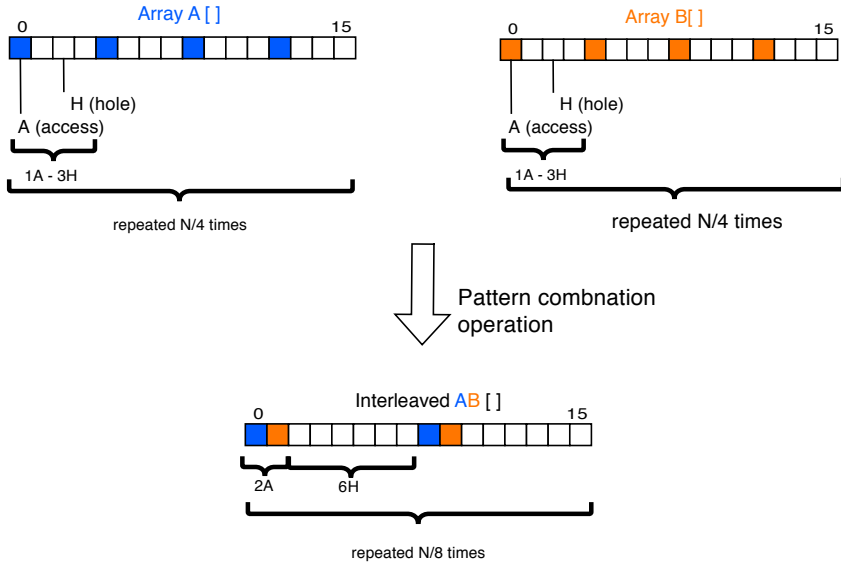 Array A [ ]
0
15
H (hole)
A (access)
1A - 3H
repeated N/4 times
Array B[ ]
0
15
H (hole)
A (access)
1A - 3H
repeated N/4 times
Pattern combnation
operation
Interleaved AB [ ]
0
15
2A
6H
repeated N/8 times